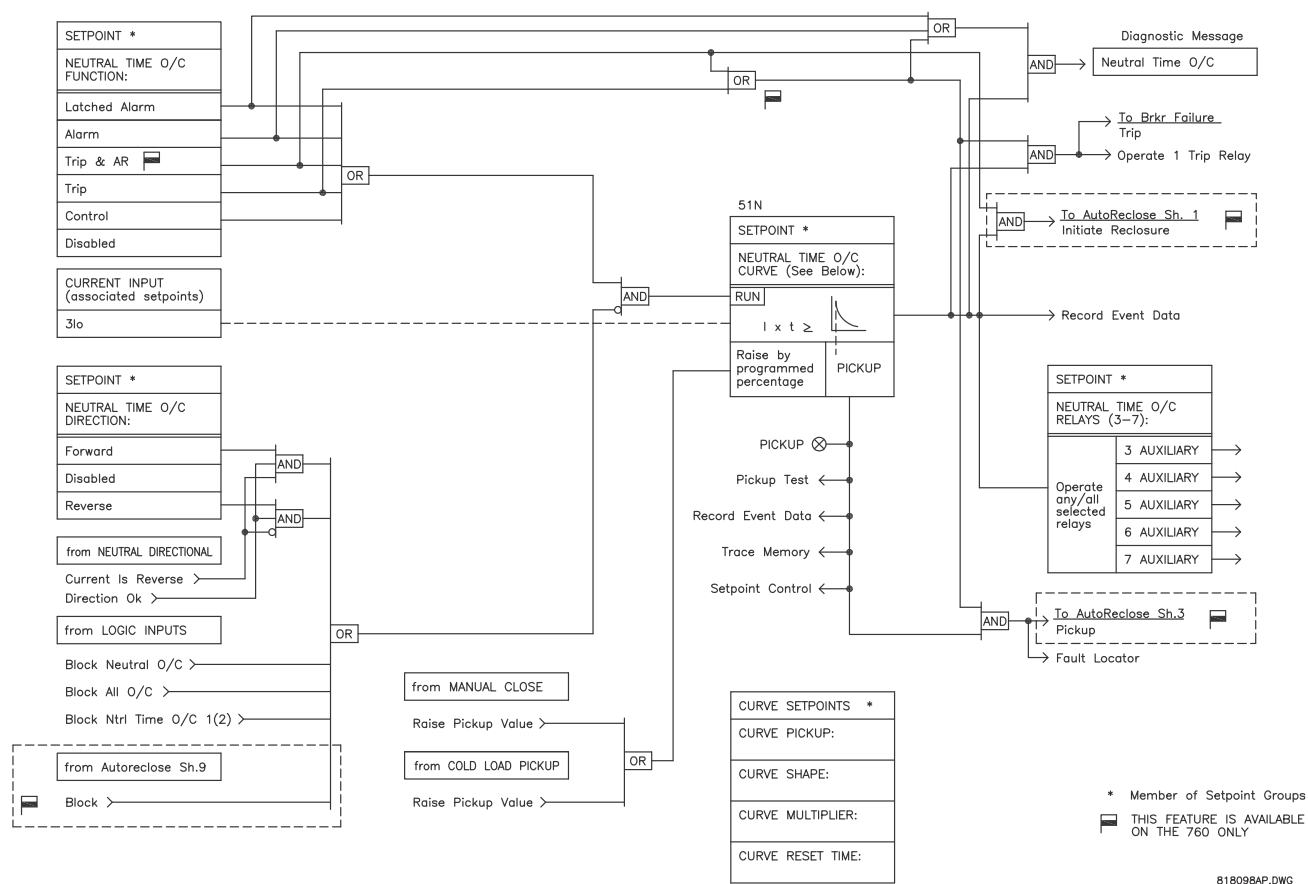 SETPOINT *
NEUTRAL TIME O/C
FUNCTION:
Latched Alarm
Alarm
Trip & AR
Trip
Control
Disabled
OR
CURRENT INPUT
(associated setpoints)
3Io
AND
SETPOINT *
NEUTRAL TIME O/C
DIRECTION:
Forward
Disabled
Reverse
AND
AND
from NEUTRAL DIRECTIONAL
Current Is Reverse
Direction Ok
from LOGIC INPUTS
Block Neutral O/C
Block All O/C
Block Ntrl Time O/C 1(2)
OR
from Autoreclose Sh.9
Block
from MANUAL CLOSE
Raise Pickup Value
from COLD LOAD PICKUP
Raise Pickup Value
OR
OR
OR
51N
SETPOINT *
NEUTRAL TIME O/C
CURVE (See Below):
RUN
I x t ≥
Raise by
programmed
percentage
PICKUP
PICKUP
Pickup Test
Record Event Data
Trace Memory
Setpoint Control
CURVE SETPOINTS *
CURVE PICKUP:
CURVE SHAPE:
CURVE MULTIPLIER:
CURVE RESET TIME:
Diagnostic Message
AND
Neutral Time O/C
To Brkr Failure
Trip
AND
Operate 1 Trip Relay
AND
To AutoReclose Sh. 1
Initiate Reclosure
Record Event Data
SETPOINT *
NEUTRAL TIME O/C
RELAYS (3-7):
Operate
any/all
selected
relays
3 AUXILIARY
4 AUXILIARY
5 AUXILIARY
6 AUXILIARY
7 AUXILIARY
AND
To AutoReclose Sh.3
Pickup
Fault Locator
* Member of Setpoint Groups
THIS FEATURE IS AVAILABLE
ON THE 760 ONLY
818098AP.DWG